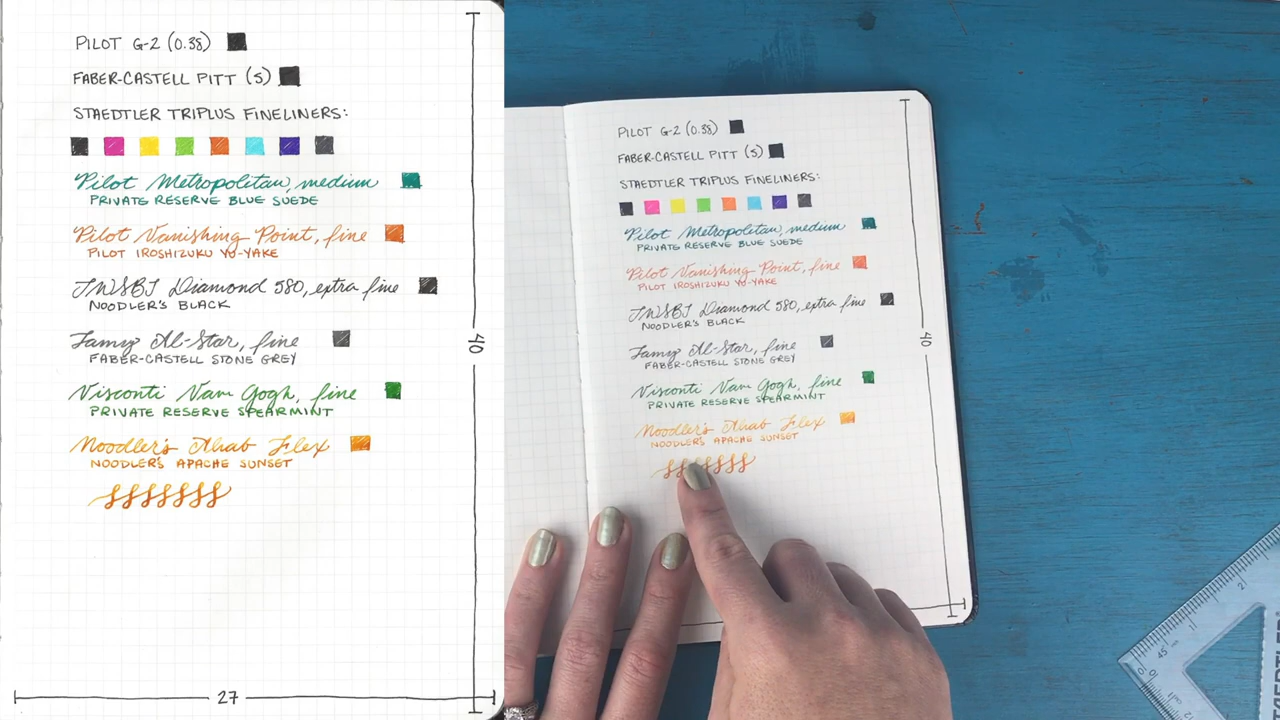 PILOT G-2 (0.38)
FABER-CASTELL PITT (S)
STAEDTLER TRIPLUS FINELINERS:
Pilot Metropolitan, medium
PRIVATE RESERVE BLUE SUEDE
Pilot Vanishing Point, fine
PILOT IROSHIZUKU YU-YAKE
TWSBI Diamond 580, extra fine
NOODLER'S BLACK
Lamy Al-Star, fine
FABER-CASTELL STONE GREY
Visconti Van Gogh, fine
PRIVATE RESERVE SPEARMINT
Noodler's Ahab Flex
NOODLER'S APACHE SUNSET
40
27
PILOT G-2 (0.38)
FABER-CASTELL PITT (S)
STAEDTLER TRIPLUS FINELINERS:
Pilot Metropolitan, medium
PRIVATE RESERVE BLUE SUEDE
Pilot Vanishing Point, fine
PILOT IROSHIZUKU YU-YAKE
TWSBI Diamond 580, extra fine
NOODLER'S BLACK
Lamy Al-Star, fine
FABER-CASTELL STONE GREY
Visconti Van Gogh, fine
PRIVATE RESERVE SPEARMINT
Noodler's Ahab Flex
NOODLER'S APACHE SUNSET
40
45°
2